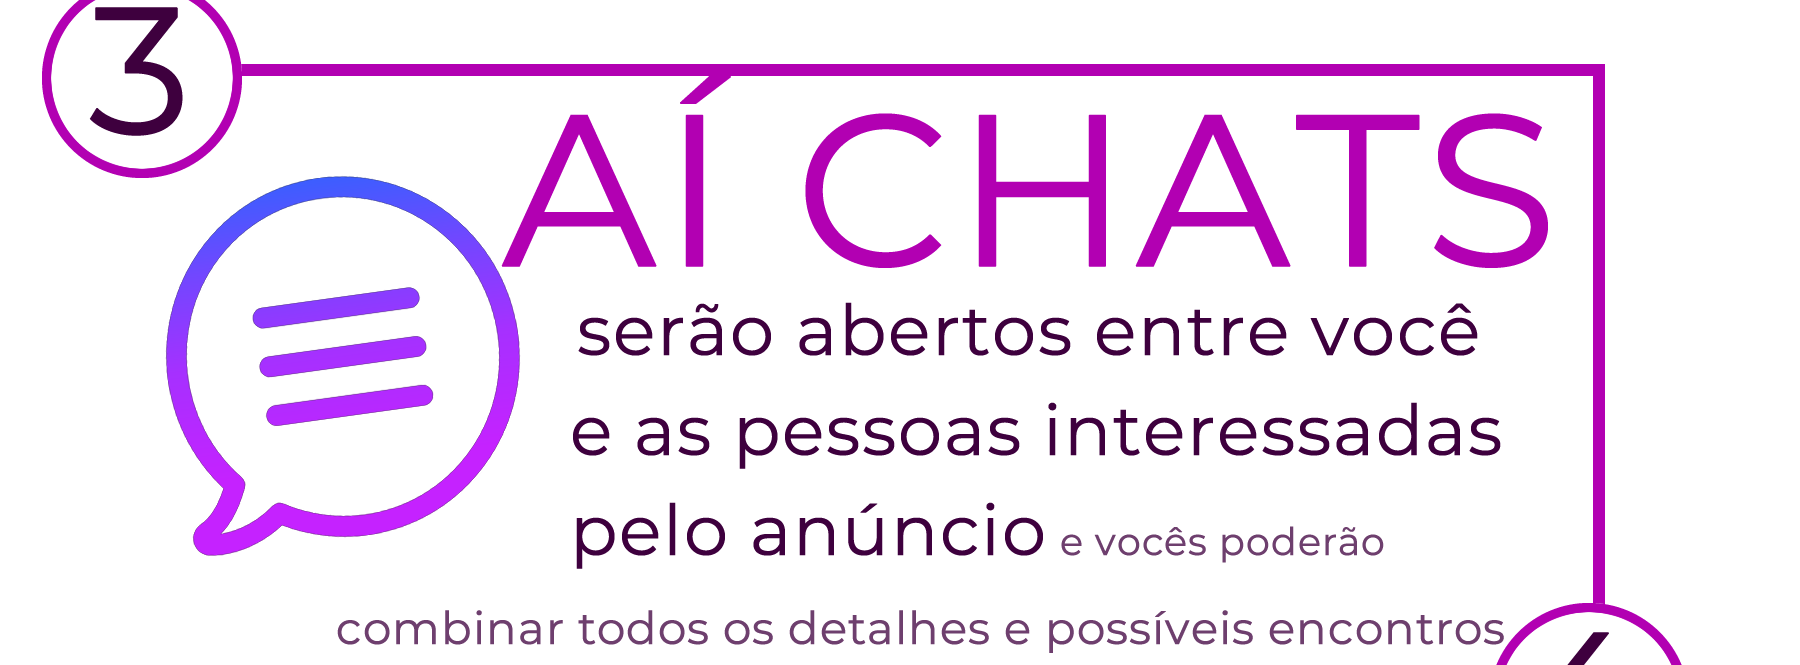 3
AÍ CHATS
serão abertos entre você
e as pessoas interessadas
pelo anúncio e vocês poderão
combinar todos os detalhes e possíveis encontros